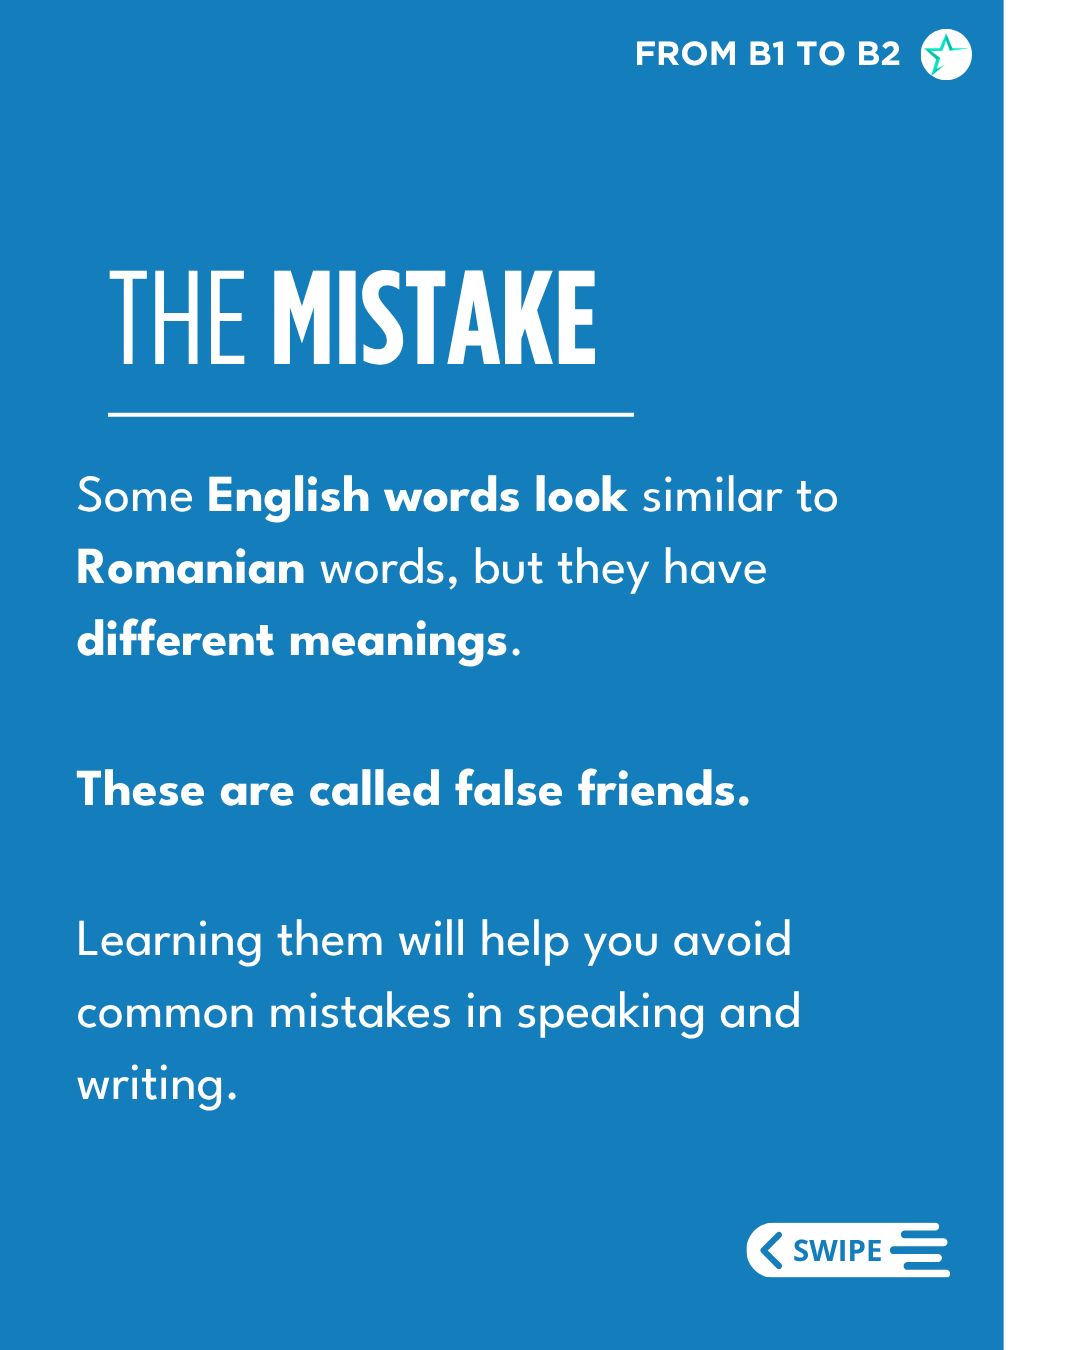 FROM B1 TO B2
THE MISTAKE
Some English words look similar to
Romanian words, but they have
different meanings.
These are called false friends.
Learning them will help you avoid
common mistakes in speaking and
writing.
SWIPE